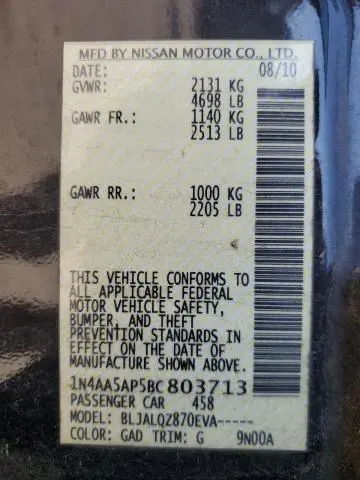 MFD BY NISSAN MOTOR CO., LTD.
DATE: 08/10
GVWR: 2131 KG
4698 LB
GAWR FR.: 1140 KG
2513 LB
GAWR RR.: 1000 KG
2205 LB
THIS VEHICLE CONFORMS TO
ALL APPLICABLE FEDERAL
MOTOR VEHICLE SAFETY,
BUMPER, AND THEFT
PREVENTION STANDARDS IN
EFFECT ON THE DATE OF
MANUFACTURE SHOWN ABOVE.
1N4AA5AP5BC803713
PASSENGER CAR 458
MODEL: BLJALQZ870EVA-----
COLOR: GAD TRIM: G 9N00A